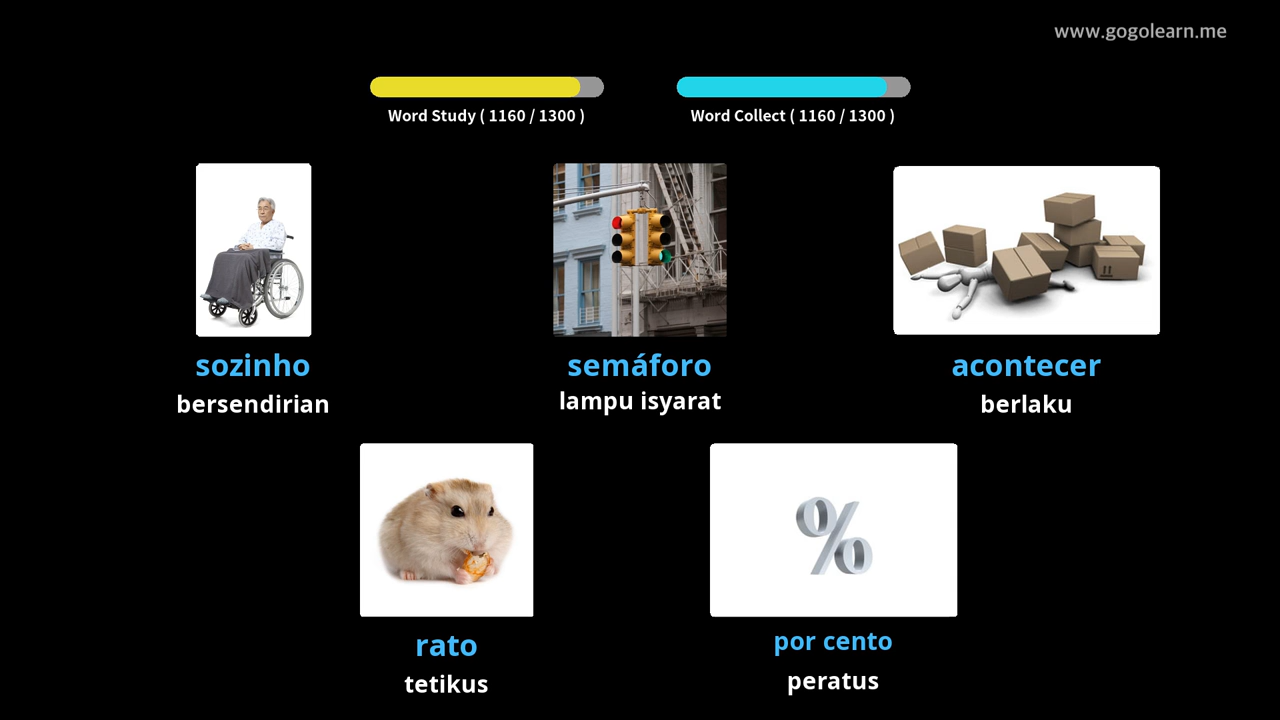 www.gogolearn.me
Word Study ( 1160 / 1300 )
Word Collect ( 1160 / 1300 )
sozinho
bersendirian
semáforo
lampu isyarat
acontecer
berlaku
rato
tetikus
por cento
peratus